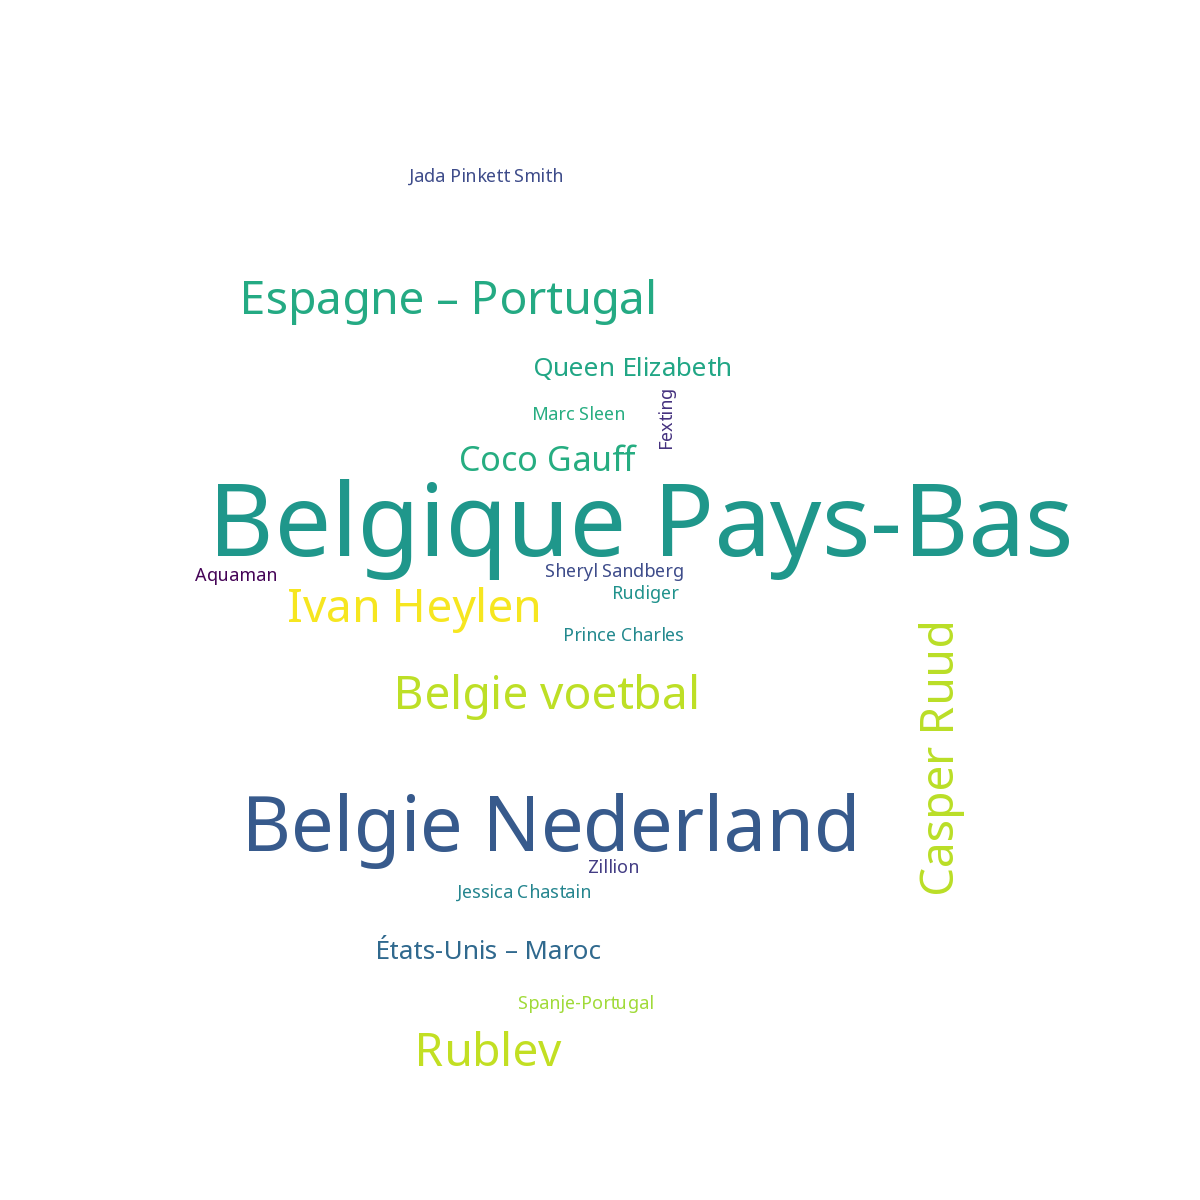 Jada Pinkett Smith
Espagne – Portugal
Queen Elizabeth
Marc Sleen
Fexting
Coco Gauff
Belgique Pays-Bas
Sheryl Sandberg
Aquaman
Rudiger
Ivan Heylen
Prince Charles
Casper Ruud
Belgie voetbal
Belgie Nederland
Zillion
Jessica Chastain
États-Unis – Maroc
Spanje-Portugal
Rublev